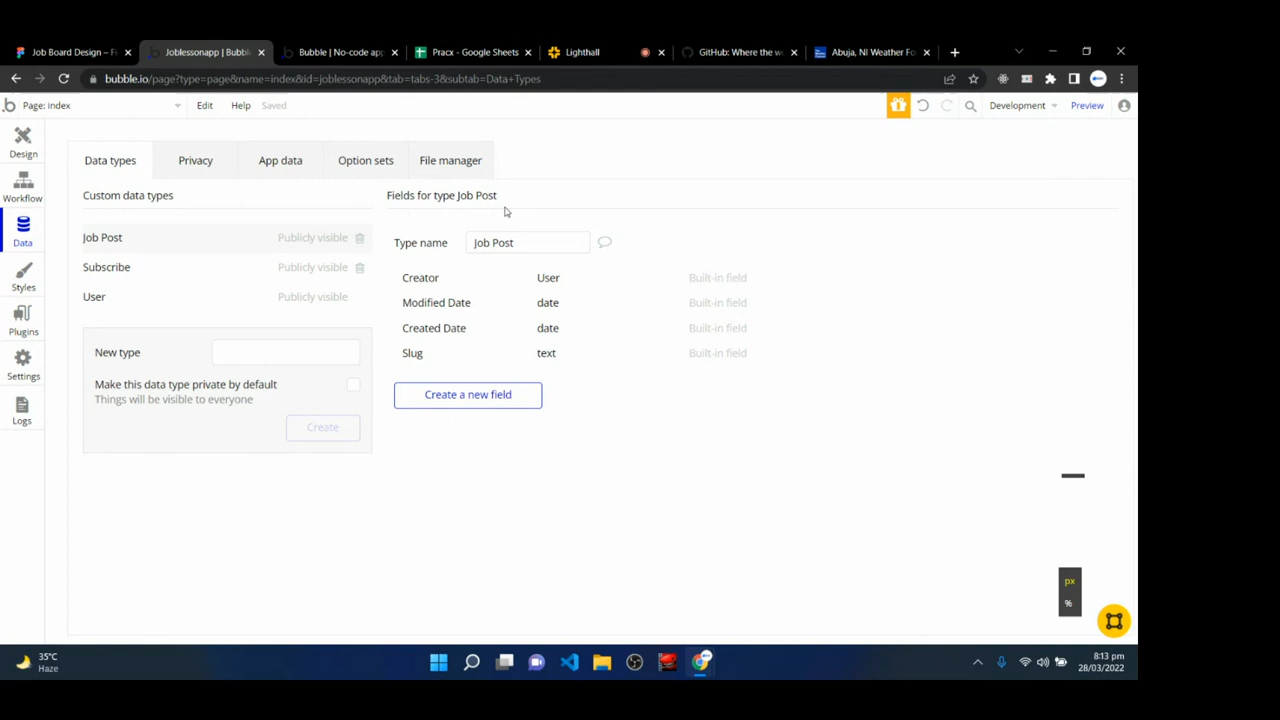 Job Board Design – Fi
Joblessonapp | Bubbl
Bubble | No-code app
Pracx - Google Sheets
Lighthall
GitHub: Where the w
Abuja, NI Weather Fo
bubble.io/page?type=page&name=index&id=joblessonapp&tab=tabs-3&subtab=Data+Types
Page: index
Edit
Help
Saved
Development
Preview
Design
Workflow
Data
Styles
Plugins
Settings
Logs
Data types
Privacy
App data
Option sets
File manager
Custom data types
Job Post
Publicly visible
Subscribe
Publicly visible
User
Publicly visible
New type
Make this data type private by default
Things will be visible to everyone
Create
Fields for type Job Post
Type name
Job Post
Creator
User
Built-in field
Modified Date
date
Built-in field
Created Date
date
Built-in field
Slug
text
Built-in field
Create a new field
px
%
35°C
Haze
8:13 pm
28/03/2022